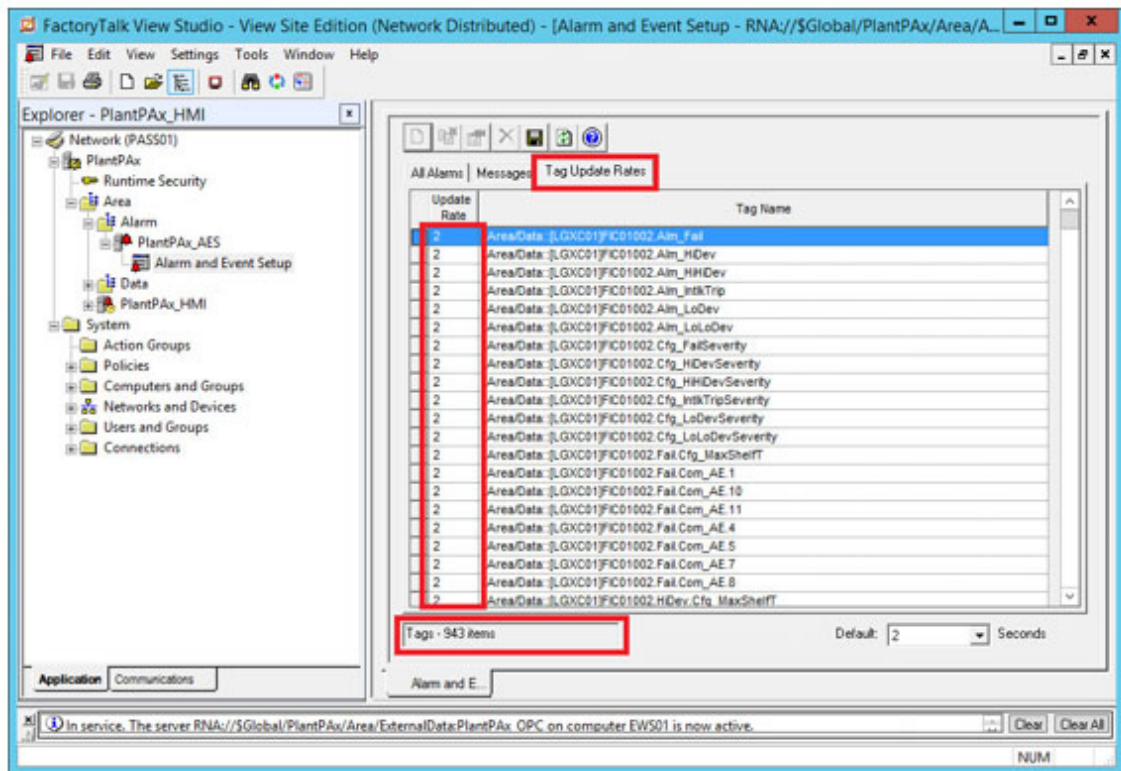 FactoryTalk View Studio - View Site Edition (Network Distributed) - [Alarm and Event Setup - RNA://$Global/PlantPAx/Area/A...
File Edit View Settings Tools Window Help
Explorer - PlantPAx_HMI
Network (PASS01)
PlantPAx
Runtime Security
Area
Alarm
PlantPAx_AES
Alarm and Event Setup
Data
PlantPAx_HMI
System
Action Groups
Policies
Computers and Groups
Networks and Devices
Users and Groups
Connections
Application Communications
All Alarms Messages Tag Update Rates
Update Rate Tag Name
2 Area/Data::[LGXC01]FIC01002.Alm_Fail
2 Area/Data::[LGXC01]FIC01002.Alm_HiDev
2 Area/Data::[LGXC01]FIC01002.Alm_HiHiDev
2 Area/Data::[LGXC01]FIC01002.Alm_IntlkTrip
2 Area/Data::[LGXC01]FIC01002.Alm_LoDev
2 Area/Data::[LGXC01]FIC01002.Alm_LoLoDev
2 Area/Data::[LGXC01]FIC01002.Cfg_FailSeverity
2 Area/Data::[LGXC01]FIC01002.Cfg_HiDevSeverity
2 Area/Data::[LGXC01]FIC01002.Cfg_HiHiDevSeverity
2 Area/Data::[LGXC01]FIC01002.Cfg_IntlkTripSeverity
2 Area/Data::[LGXC01]FIC01002.Cfg_LoDevSeverity
2 Area/Data::[LGXC01]FIC01002.Cfg_LoLoDevSeverity
2 Area/Data::[LGXC01]FIC01002.Fail.Cfg_MaxShelfT
2 Area/Data::[LGXC01]FIC01002.Fail.Com_AE.1
2 Area/Data::[LGXC01]FIC01002.Fail.Com_AE.10
2 Area/Data::[LGXC01]FIC01002.Fail.Com_AE.11
2 Area/Data::[LGXC01]FIC01002.Fail.Com_AE.4
2 Area/Data::[LGXC01]FIC01002.Fail.Com_AE.5
2 Area/Data::[LGXC01]FIC01002.Fail.Com_AE.7
2 Area/Data::[LGXC01]FIC01002.Fail.Com_AE.8
2 Area/Data::[LGXC01]FIC01002.HiDev.Cfg_MaxShelfT
Tags - 943 items Default: 2 Seconds
Alarm and E...
In service. The server RNA://$Global/PlantPAx/Area/ExternalData:PlantPAx_OPC on computer EWS01 is now active. Clear Clear All
NUM